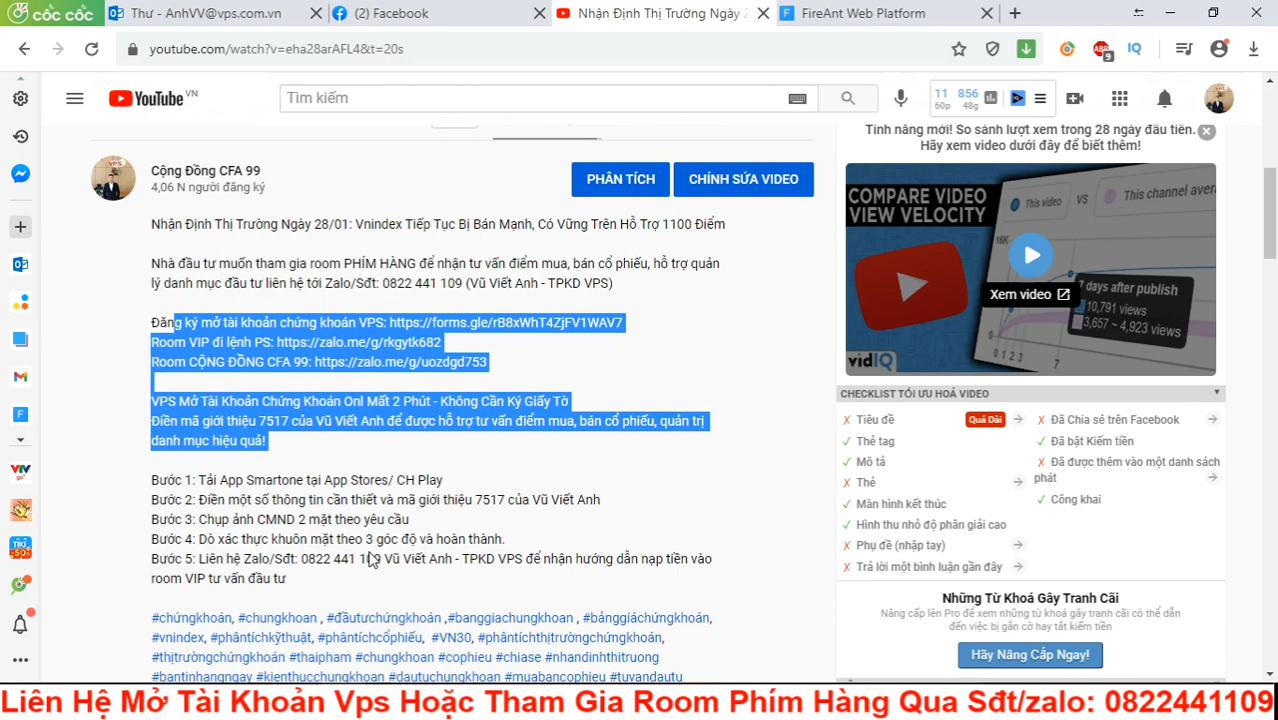 cốc cốc
Thư - AnhVV@vps.com.vn
Facebook
Nhận Định Thị Trường Ngày 2
FireAnt Web Platform
youtube.com/watch?v=eha28arAFL4&t=20s
YouTube VN
Tìm kiếm
11 60p
856 48g
Cộng Đồng CFA 99
4,06 N người đăng ký
PHÂN TÍCH
CHỈNH SỬA VIDEO
Nhận Định Thị Trường Ngày 28/01: Vnindex Tiếp Tục Bị Bán Mạnh, Có Vững Trên Hỗ Trợ 1100 Điểm
Nhà đầu tư muốn tham gia room PHÍM HÀNG để nhận tư vấn điểm mua, bán cổ phiếu, hỗ trợ quản
lý danh mục đầu tư liên hệ tới Zalo/Sđt: 0822 441 109 (Vũ Viết Anh - TPKD VPS)
Đăng ký mở tài khoản chứng khoán VPS: https://forms.gle/rB8xWhT4ZjFV1WAV7
Room VIP đi lệnh PS: https://zalo.me/g/rkgytk682
Room CỘNG ĐỒNG CFA 99: https://zalo.me/g/uozdgd753
VPS Mở Tài Khoản Chứng Khoán Onl Mất 2 Phút - Không Cần Ký Giấy Tờ
Điền mã giới thiệu 7517 của Vũ Viết Anh để được hỗ trợ tư vấn điểm mua, bán cổ phiếu, quản trị
danh mục hiệu quả!
Bước 1: Tải App Smartone tại App Stores/ CH Play
Bước 2: Điền một số thông tin cần thiết và mã giới thiệu 7517 của Vũ Viết Anh
Bước 3: Chụp ảnh CMND 2 mặt theo yêu cầu
Bước 4: Dò xác thực khuôn mặt theo 3 góc độ và hoàn thành.
Bước 5: Liên hệ Zalo/Sđt: 0822 441 109 Vũ Viết Anh - TPKD VPS để nhận hướng dẫn nạp tiền vào
room VIP tư vấn đầu tư
#chứngkhoán, #chungkhoan , #đầutưchứngkhoán ,#banggiachungkhoan , #bảnggiáchứngkhoán,
#vnindex, #phântíchkỹthuật, #phântíchcổphiếu, #VN30, #phântíchthịtrườngchứngkhoán,
#thịtrườngchứngkhoán #thaipham #chungkhoan #cophieu #chiase #nhandinhthitruong
#bantinhangngay #kienthucchungkhoan #dautuchungkhoan #muabancophieu #tuvandautu
Tính năng mới! So sánh lượt xem trong 28 ngày đầu tiên.
Hãy xem video dưới đây để biết thêm!
COMPARE VIDEO
VIEW VELOCITY
This video
VS
This channel avera
16K
7 days after publish
10,791 views
3,657 ~ 4,923 views
0 1 2 3
7
Xem video
vidIQ
CHECKLIST TỐI ƯU HOÁ VIDEO
Tiêu đề
Quá Dài
Thẻ tag
Mô tả
Thẻ
Màn hình kết thúc
Hình thu nhỏ độ phân giải cao
Phụ đề (nhập tay)
Trả lời một bình luận gần đây
Đã Chia sẻ trên Facebook
Đã bật Kiếm tiền
Đã được thêm vào một danh sách
phát
Công khai
Những Từ Khoá Gây Tranh Cãi
Nâng cấp lên Pro để xem những từ khoá gây tranh cãi có thể dẫn
đến việc bị gắn cờ hay tắt kiếm tiền
Hãy Nâng Cấp Ngay!
Liên Hệ Mở Tài Khoản Vps Hoặc Tham Gia Room Phím Hàng Qua Sđt/zalo: 0822441109